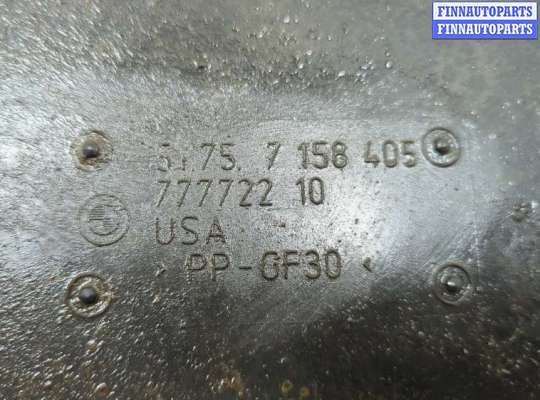 FINNAUTOPARTS
FINNAUTOPARTS
51.75. 7 158 405
777722 10
USA
> PP-GF30 <